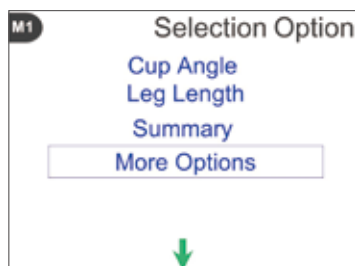 M1
Selection Option
Cup Angle
Leg Length
Summary
More Options